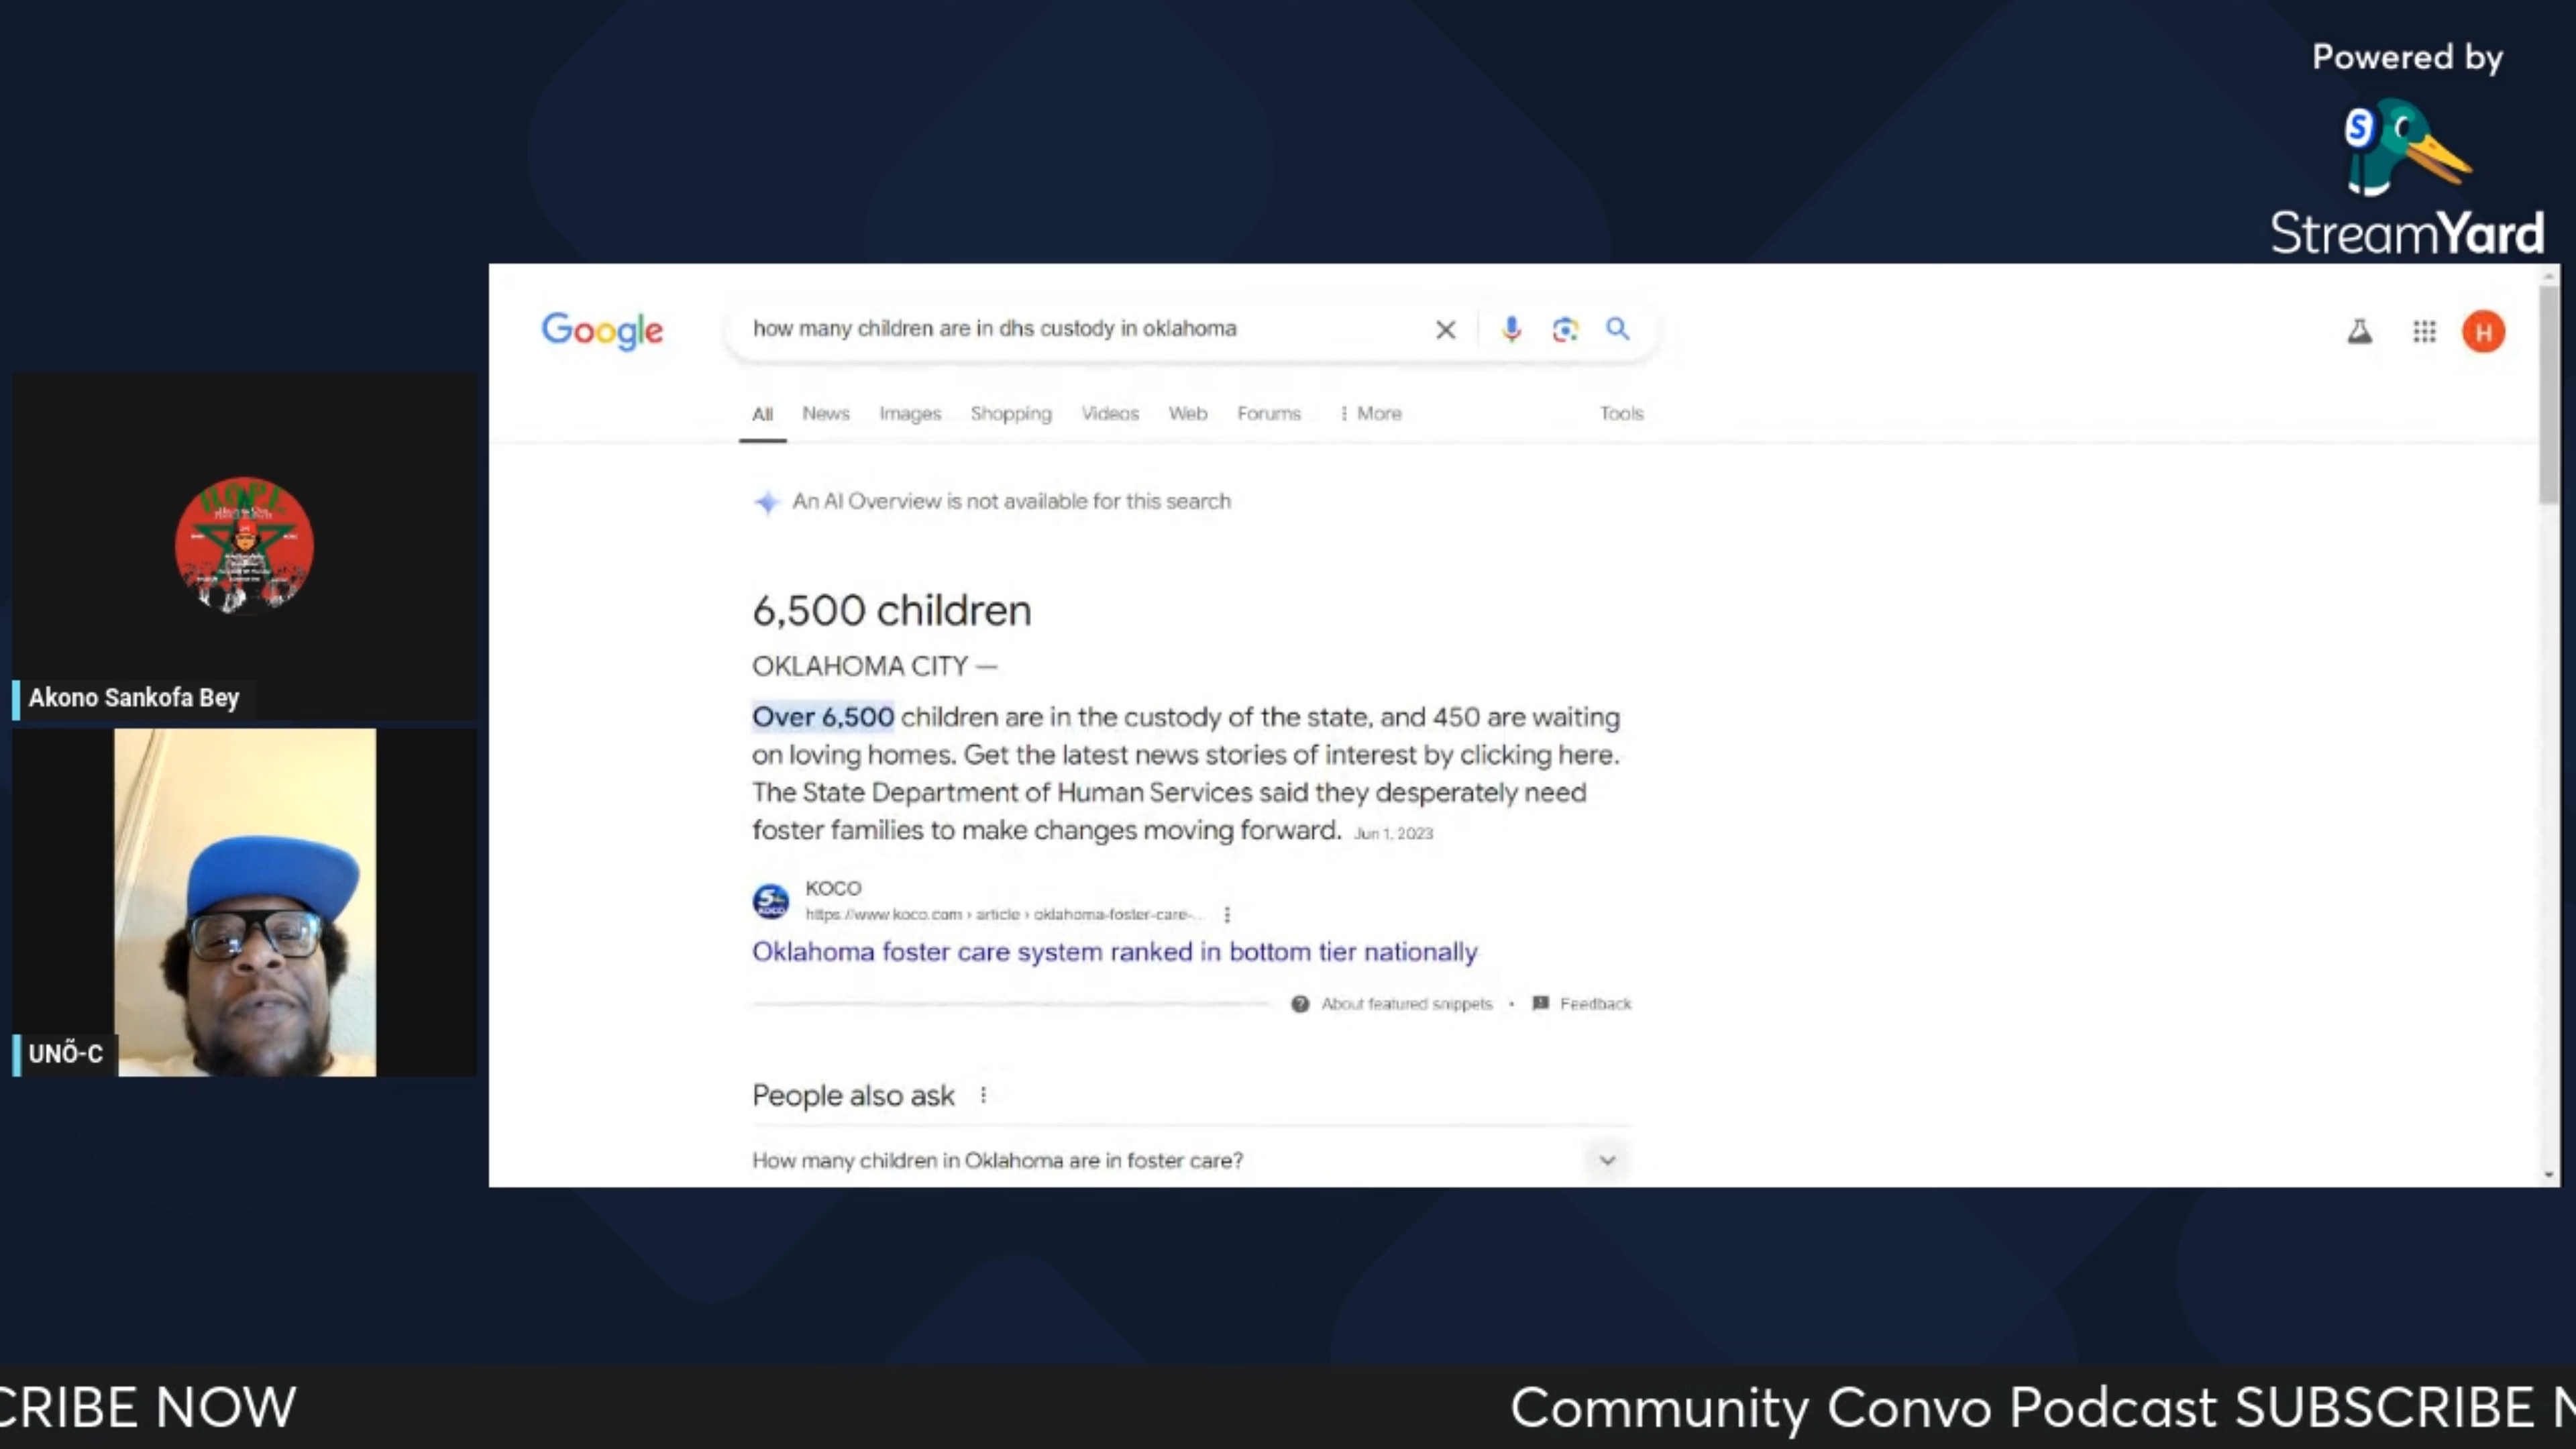 Powered by
StreamYard
Google
how many children are in dhs custody in oklahoma
H
All News Images Shopping Videos Web Forums More Tools
An AI Overview is not available for this search
6,500 children
OKLAHOMA CITY —
Over 6,500 children are in the custody of the state, and 450 are waiting
on loving homes. Get the latest news stories of interest by clicking here.
The State Department of Human Services said they desperately need
foster families to make changes moving forward. Jun 1, 2023
KOCO
https://www.koco.com › article › oklahoma-foster-care-...
Oklahoma foster care system ranked in bottom tier nationally
About featured snippets • Feedback
People also ask
How many children in Oklahoma are in foster care?
Akono Sankofa Bey
UNÕ-C
CRIBE NOW
Community Convo Podcast SUBSCRIBE N